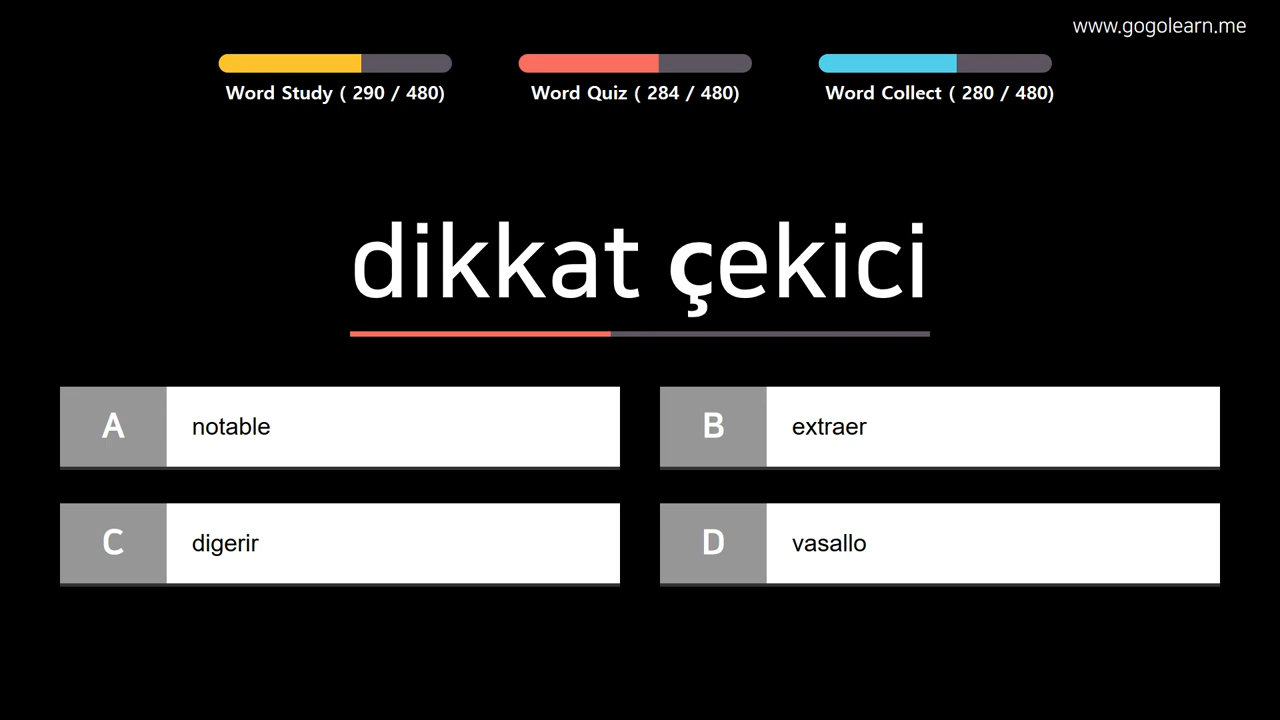 www.gogolearn.me
Word Study ( 290 / 480)
Word Quiz ( 284 / 480)
Word Collect ( 280 / 480)
dikkat çekici
A notable
B extraer
C digerir
D vasallo